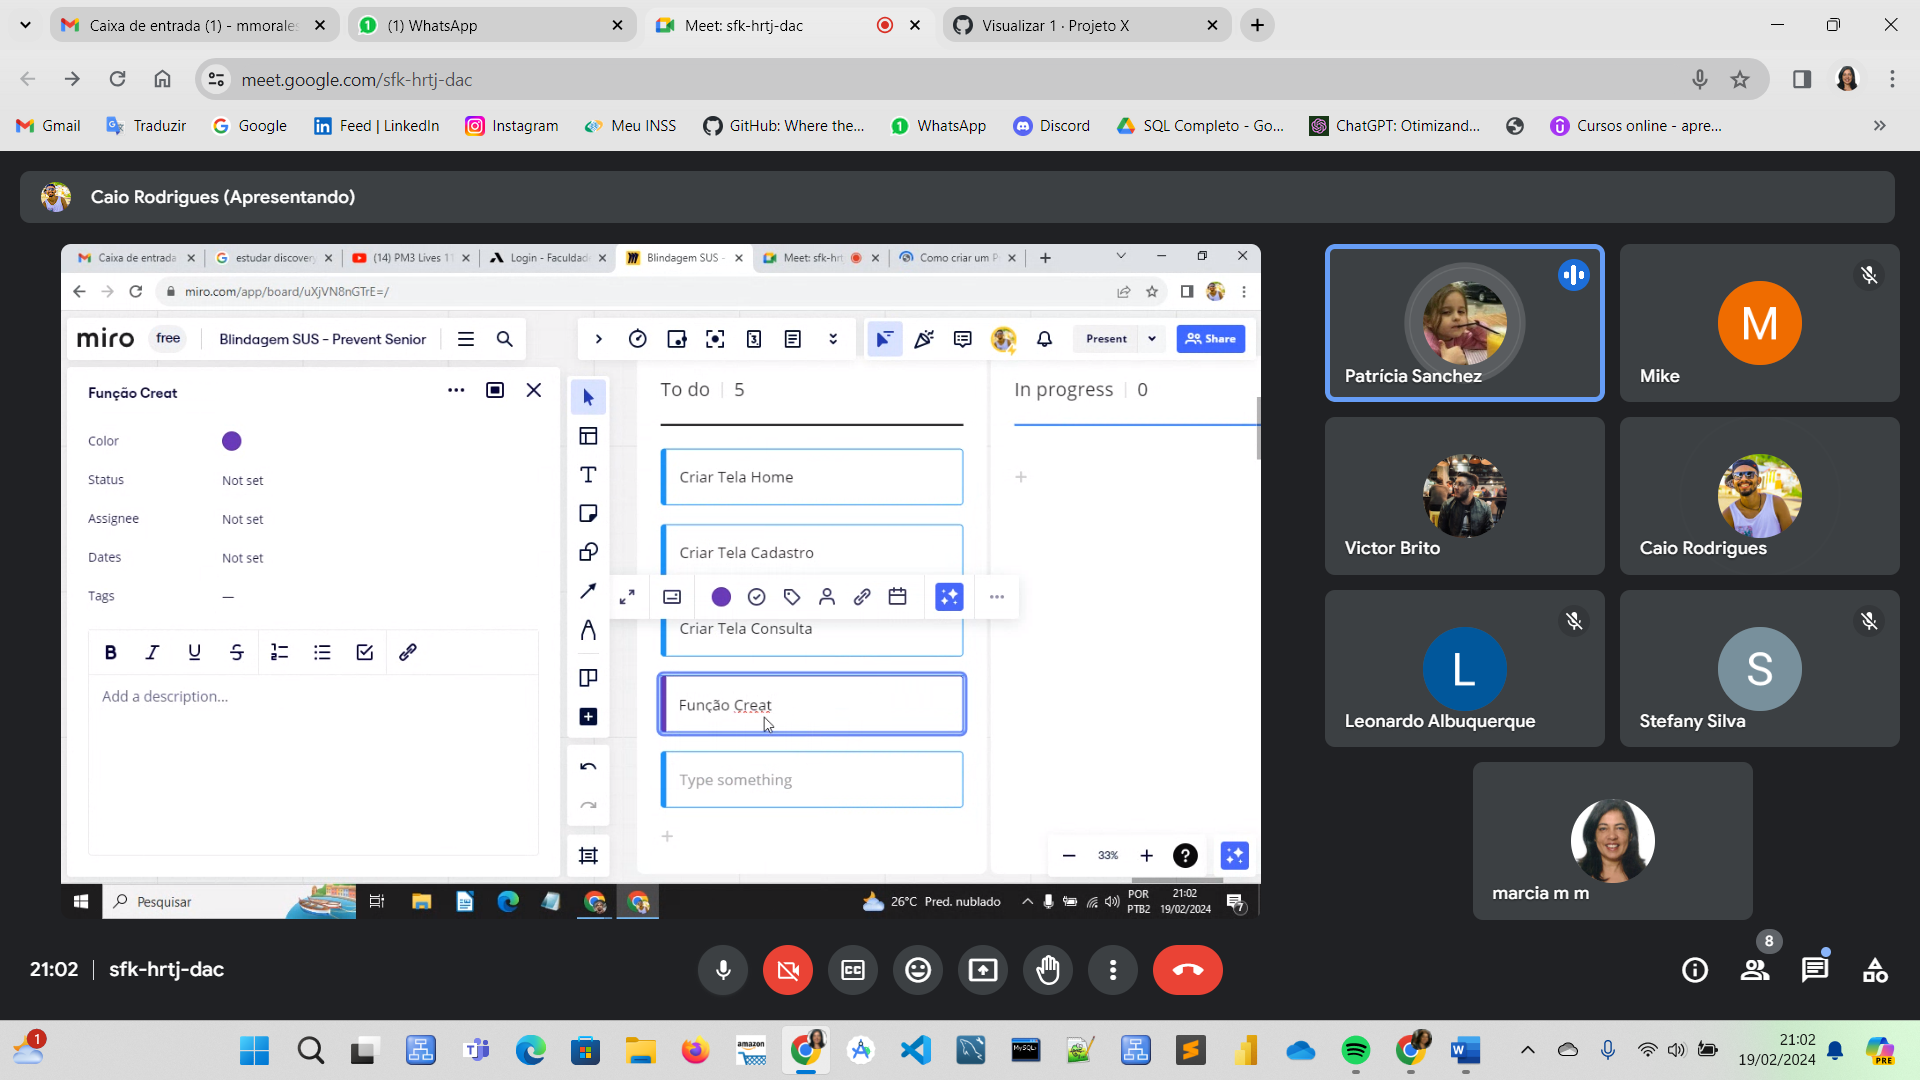 Caixa de entrada (1) - mmorales
(1) WhatsApp
Meet: sfk-hrtj-dac
Visualizar 1 · Projeto X
meet.google.com/sfk-hrtj-dac
Gmail
Traduzir
Google
Feed | LinkedIn
Instagram
Meu INSS
GitHub: Where the...
WhatsApp
Discord
SQL Completo - Go...
ChatGPT: Otimizand...
Cursos online - apre...
Caio Rodrigues (Apresentando)
Caixa de entrada
estudar discovery
(14) PM3 Lives 11
Login - Faculdade
Blindagem SUS -
Meet: sfk-hrt
Como criar um P
miro.com/app/board/uXjVN8nGTrE=/
miro
free
Blindagem SUS - Prevent Senior
Present
Share
Função Creat
Color
Status
Not set
Assignee
Not set
Dates
Not set
Tags
—
B I U S
Add a description...
To do | 5
In progress | 0
Criar Tela Home
Criar Tela Cadastro
Criar Tela Consulta
Função Creat
Type something
33%
Pesquisar
26°C Pred. nublado
POR
PTB2
21:02
19/02/2024
7
Patrícia Sanchez
M
Mike
Victor Brito
Caio Rodrigues
L
Leonardo Albuquerque
S
Stefany Silva
marcia m m
21:02 | sfk-hrtj-dac
8
1
amazon
MySQL
W
21:02
19/02/2024
PRE